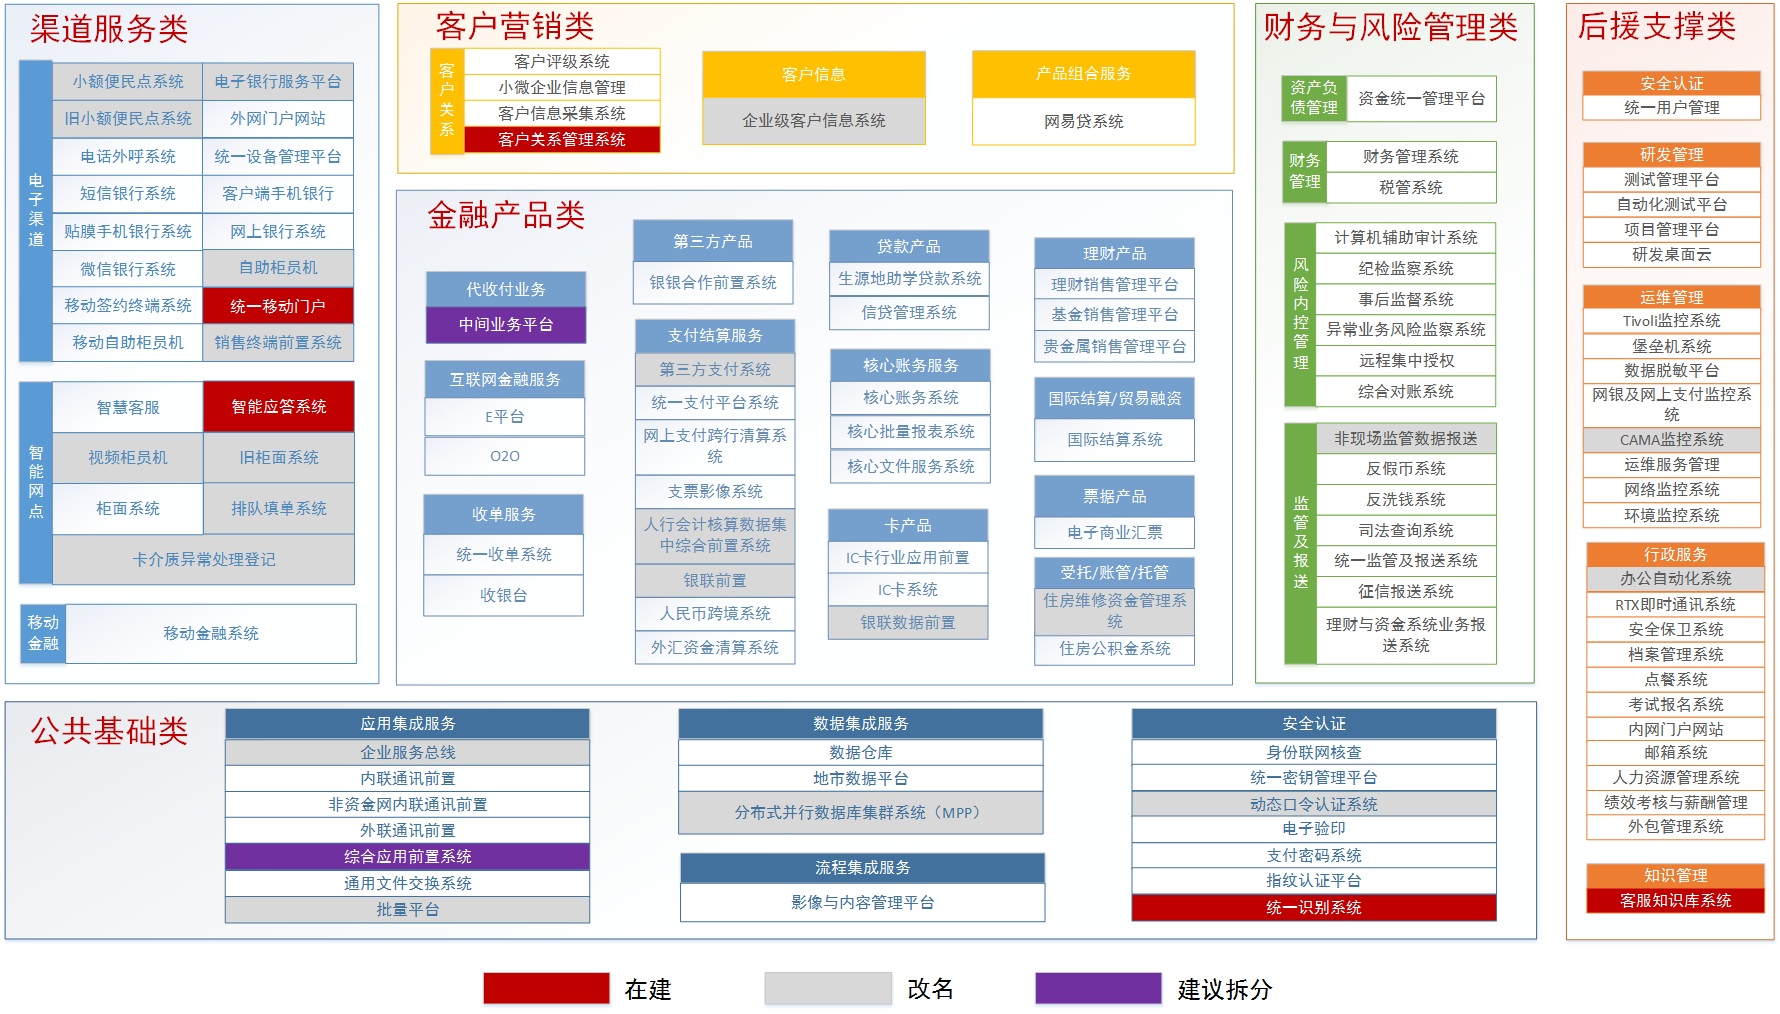 渠道服务类
电子渠道
小额便民点系统
电子银行服务平台
旧小额便民点系统
外网门户网站
电话外呼系统
统一设备管理平台
短信银行系统
客户端手机银行
贴膜手机银行系统
网上银行系统
微信银行系统
自助柜员机
移动签约终端系统
统一移动门户
移动自助柜员机
销售终端前置系统
智能网点
智慧客服
智能应答系统
视频柜员机
旧柜面系统
柜面系统
排队填单系统
卡介质异常处理登记
移动
金融
移动金融系统
客户营销类
客户关系
客户评级系统
小微企业信息管理
客户信息采集系统
客户关系管理系统
客户信息
企业级客户信息系统
产品组合服务
网易贷系统
金融产品类
代收付业务
中间业务平台
互联网金融服务
E平台
O2O
收单服务
统一收单系统
收银台
第三方产品
银银合作前置系统
支付结算服务
第三方支付系统
统一支付平台系统
网上支付跨行清算系
统
支票影像系统
人行会计核算数据集
中综合前置系统
银联前置
人民币跨境系统
外汇资金清算系统
贷款产品
生源地助学贷款系统
信贷管理系统
核心账务服务
核心账务系统
核心批量报表系统
核心文件服务系统
卡产品
IC卡行业应用前置
IC卡系统
银联数据前置
理财产品
理财销售管理平台
基金销售管理平台
贵金属销售管理平台
国际结算/贸易融资
国际结算系统
票据产品
电子商业汇票
受托/账管/托管
住房维修资金管理系
统
住房公积金系统
财务与风险管理类
资产负
债管理
资金统一管理平台
财务
管理
财务管理系统
税管系统
风险内控管理
计算机辅助审计系统
纪检监察系统
事后监督系统
异常业务风险监察系统
远程集中授权
综合对账系统
监管及报送
非现场监管数据报送
反假币系统
反洗钱系统
司法查询系统
统一监管及报送系统
征信报送系统
理财与资金系统业务报
送系统
后援支撑类
安全认证
统一用户管理
研发管理
测试管理平台
自动化测试平台
项目管理平台
研发桌面云
运维管理
Tivoli监控系统
堡垒机系统
数据脱敏平台
网银及网上支付监控系
统
CAMA监控系统
运维服务管理
网络监控系统
环境监控系统
行政服务
办公自动化系统
RTX即时通讯系统
安全保卫系统
档案管理系统
点餐系统
考试报名系统
内网门户网站
邮箱系统
人力资源管理系统
绩效考核与薪酬管理
外包管理系统
知识管理
客服知识库系统
公共基础类
应用集成服务
企业服务总线
内联通讯前置
非资金网内联通讯前置
外联通讯前置
综合应用前置系统
通用文件交换系统
批量平台
数据集成服务
数据仓库
地市数据平台
分布式并行数据库集群系统（MPP）
流程集成服务
影像与内容管理平台
安全认证
身份联网核查
统一密钥管理平台
动态口令认证系统
电子验印
支付密码系统
指纹认证平台
统一识别系统
在建
改名
建议拆分